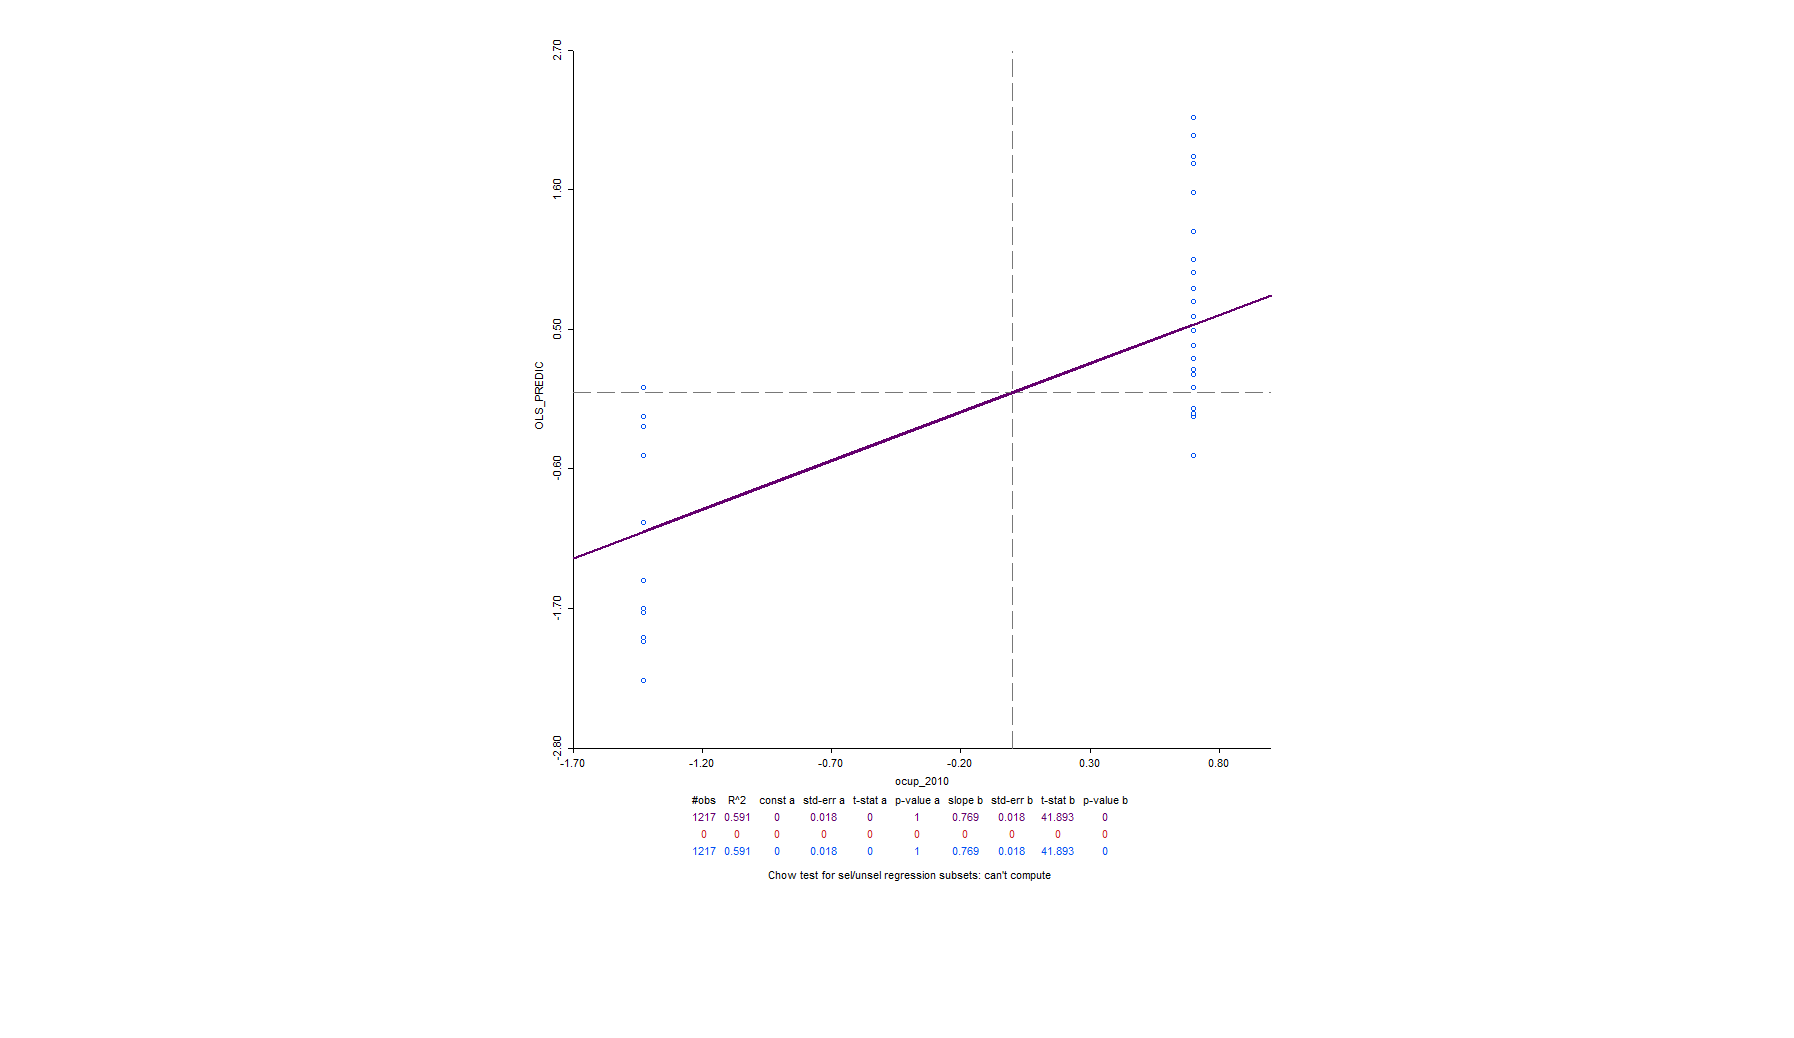 2.70
1.60
0.50
-0.60
-1.70
-2.80
OLS_PREDIC
-1.70 -1.20 -0.70 -0.20 0.30 0.80
ocup_2010
#obs R^2 const a std-err a t-stat a p-value a slope b std-err b t-stat b p-value b
1217 0.591 0 0.018 0 1 0.769 0.018 41.893 0
0 0 0 0 0 0 0 0 0 0
1217 0.591 0 0.018 0 1 0.769 0.018 41.893 0
Chow test for sel/unsel regression subsets: can't compute